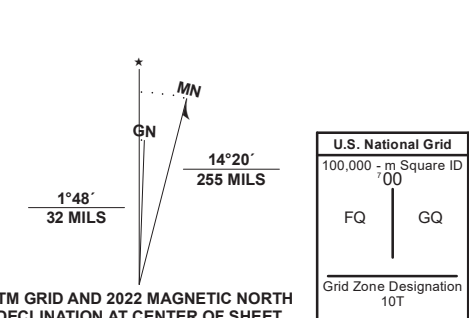 ★
MN
GN
14°20´
255 MILS
1°48´
32 MILS
TM GRID AND 2022 MAGNETIC NORTH
DECLINATION AT CENTER OF SHEET
U.S. National Grid
100,000 - m Square ID
⁷00
FQ GQ
Grid Zone Designation
10T